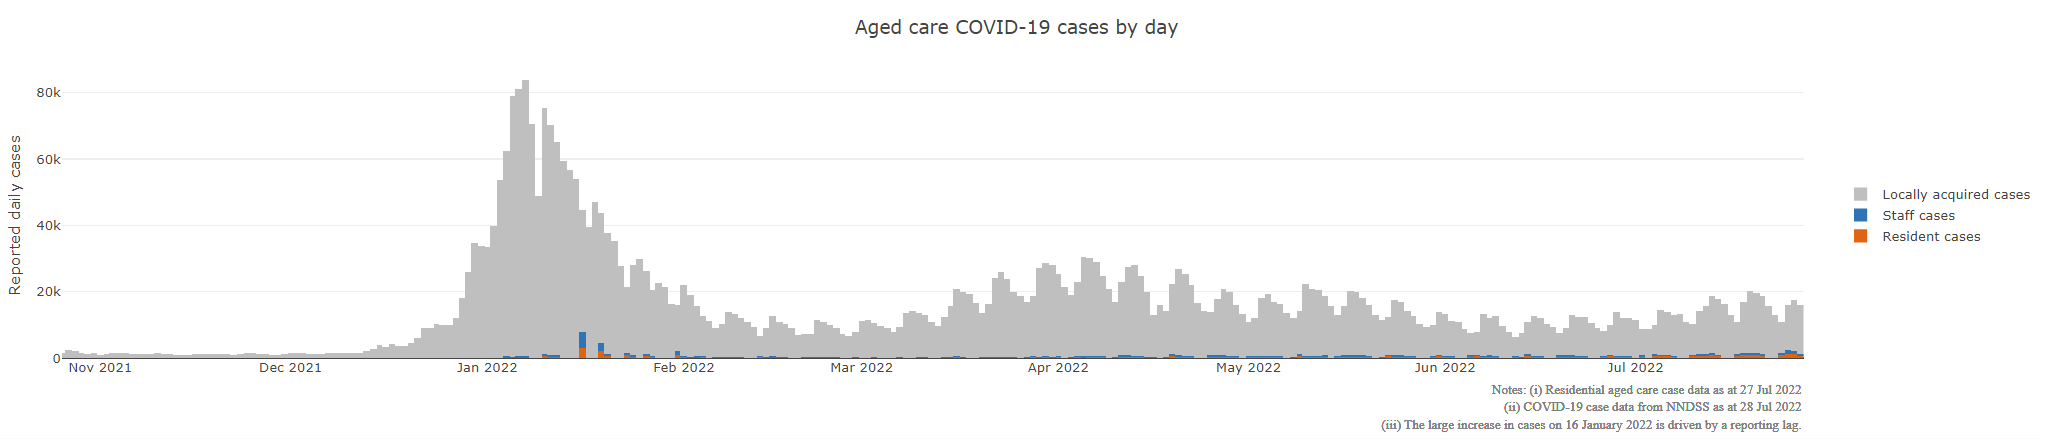 Aged care COVID-19 cases by day
Reported daily cases
80k
60k
40k
20k
0
Nov 2021 Dec 2021 Jan 2022 Feb 2022 Mar 2022 Apr 2022 May 2022 Jun 2022 Jul 2022
Locally acquired cases
Staff cases
Resident cases
Notes: (i) Residential aged care case data as at 27 Jul 2022
(ii) COVID-19 case data from NNDSS as at 28 Jul 2022
(iii) The large increase in cases on 16 January 2022 is driven by a reporting lag.